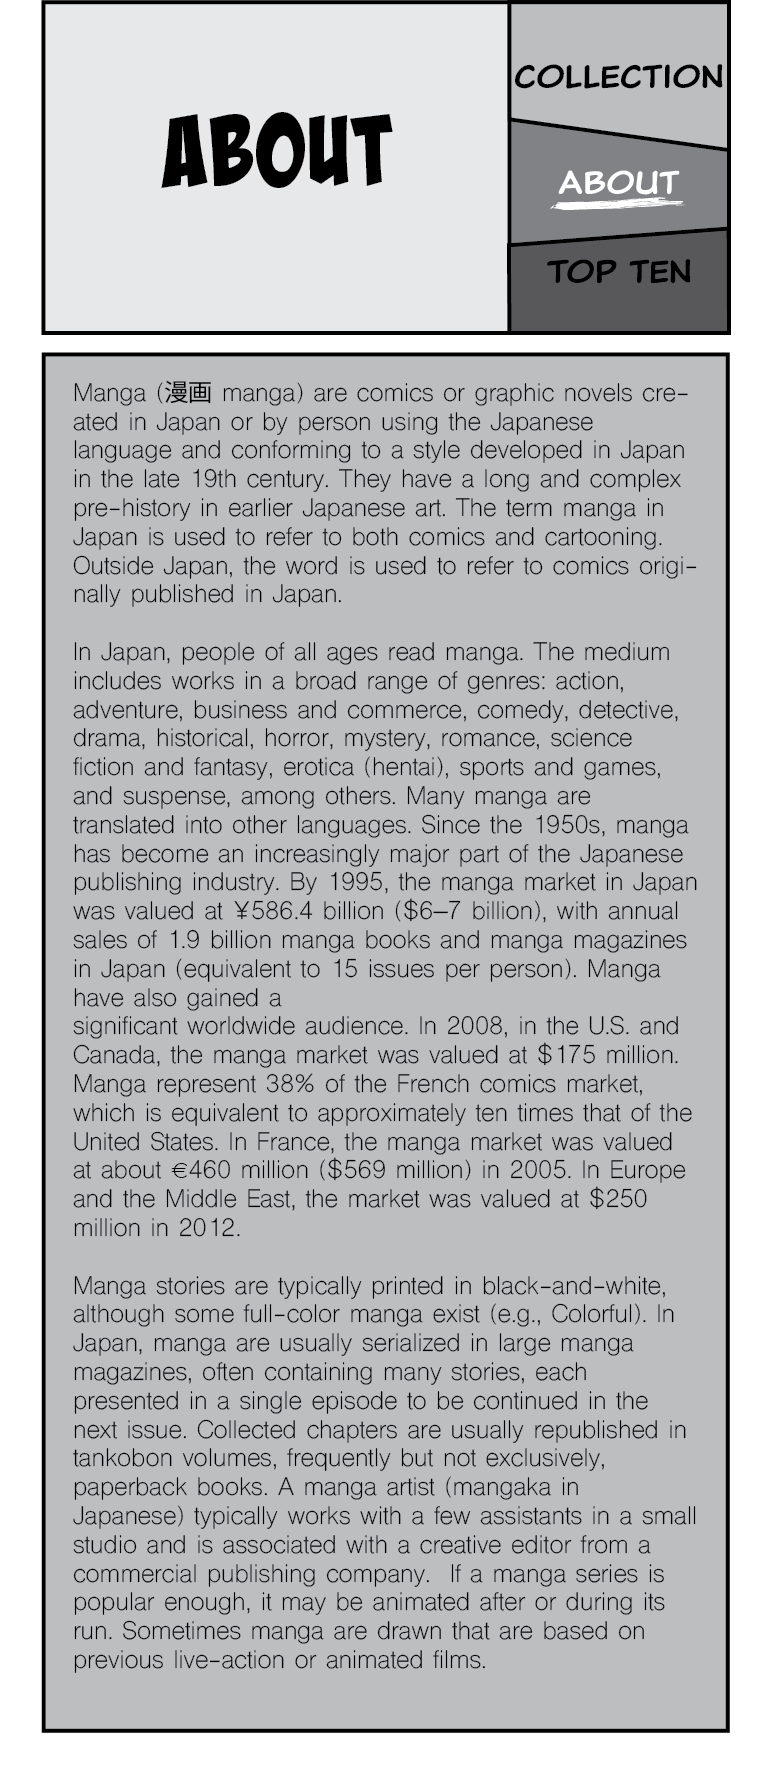 ABOUT
COLLECTION
ABOUT
TOP TEN
Manga (漫画 manga) are comics or graphic novels cre-
ated in Japan or by person using the Japanese
language and conforming to a style developed in Japan
in the late 19th century. They have a long and complex
pre-history in earlier Japanese art. The term manga in
Japan is used to refer to both comics and cartooning.
Outside Japan, the word is used to refer to comics origi-
nally published in Japan.
In Japan, people of all ages read manga. The medium
includes works in a broad range of genres: action,
adventure, business and commerce, comedy, detective,
drama, historical, horror, mystery, romance, science
fiction and fantasy, erotica (hentai), sports and games,
and suspense, among others. Many manga are
translated into other languages. Since the 1950s, manga
has become an increasingly major part of the Japanese
publishing industry. By 1995, the manga market in Japan
was valued at ¥586.4 billion ($6–7 billion), with annual
sales of 1.9 billion manga books and manga magazines
in Japan (equivalent to 15 issues per person). Manga
have also gained a
significant worldwide audience. In 2008, in the U.S. and
Canada, the manga market was valued at $175 million.
Manga represent 38% of the French comics market,
which is equivalent to approximately ten times that of the
United States. In France, the manga market was valued
at about €460 million ($569 million) in 2005. In Europe
and the Middle East, the market was valued at $250
million in 2012.
Manga stories are typically printed in black-and-white,
although some full-color manga exist (e.g., Colorful). In
Japan, manga are usually serialized in large manga
magazines, often containing many stories, each
presented in a single episode to be continued in the
next issue. Collected chapters are usually republished in
tankobon volumes, frequently but not exclusively,
paperback books. A manga artist (mangaka in
Japanese) typically works with a few assistants in a small
studio and is associated with a creative editor from a
commercial publishing company.  If a manga series is
popular enough, it may be animated after or during its
run. Sometimes manga are drawn that are based on
previous live-action or animated films.